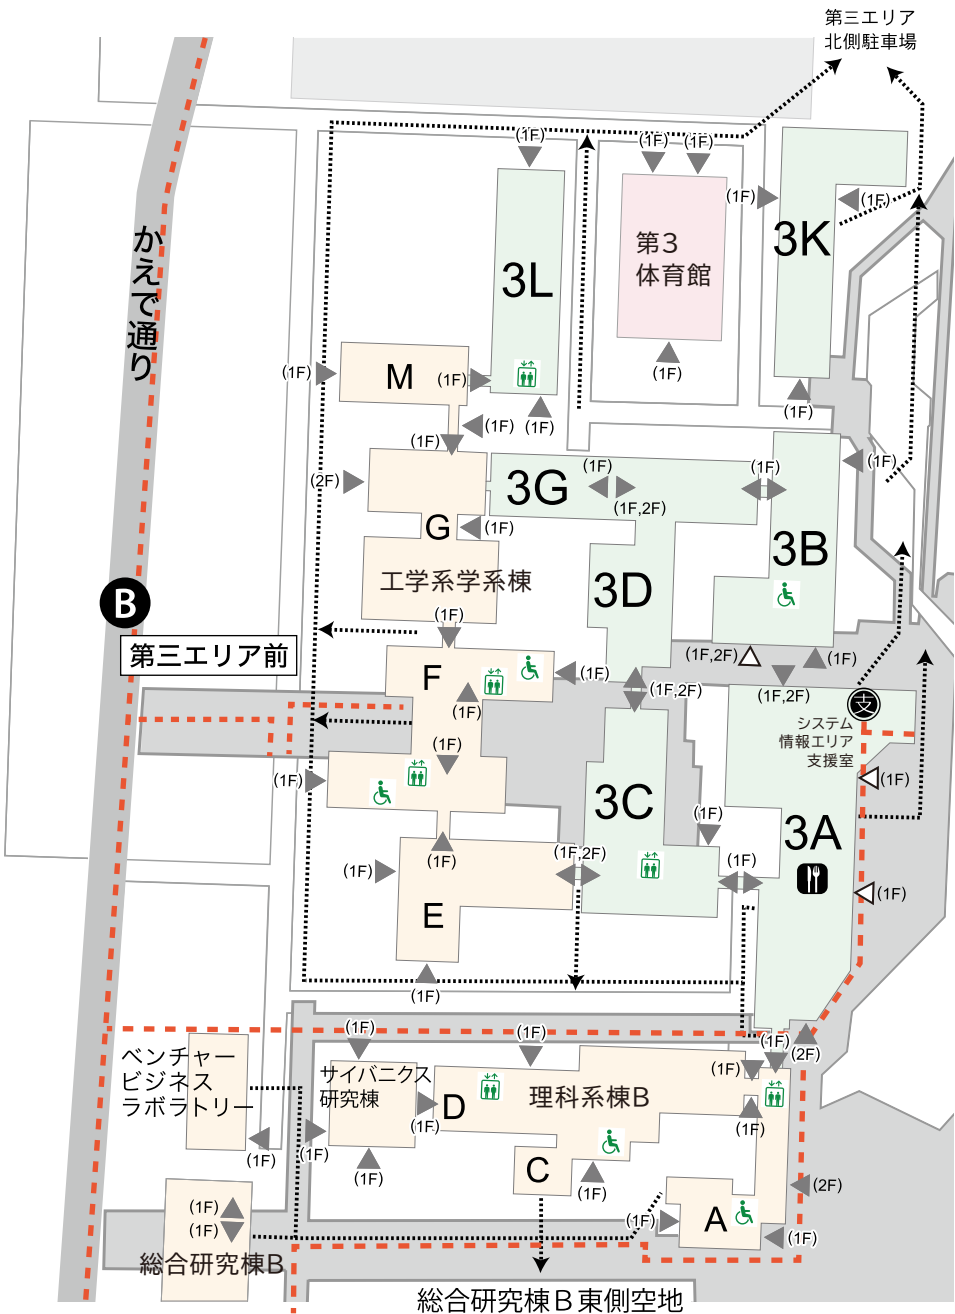 第三エリア
北側駐車場
(1F)
(1F)
(1F)
(1F)
(1F)
3K
第3
体育館
3L
かえで通り
(1F)
M
(1F)
(1F)
(1F)
(1F)
(1F)
(1F)
(2F)
3G
(1F)
(1F,2F)
(1F)
(1F)
G
(1F)
3B
工学系学系棟
3D
B
(1F)
第三エリア前
F
(1F)
(1F)
(1F,2F)
(1F,2F)
(1F)
(1F,2F)
支
システム
情報エリア
支援室
(1F)
(1F)
(1F)
3C
(1F)
3A
(1F)
(1F)
(1F,2F)
(1F)
(1F)
E
(1F)
(1F)
(1F)
(1F)
(2F)
ベンチャー
ビジネス
ラボラトリー
サイバニクス
研究棟
D
理科系棟B
(1F)
(1F)
(1F)
(1F)
(1F)
(1F)
C
(1F)
(2F)
(1F)
(1F)
A
(1F)
(1F)
総合研究棟B
総合研究棟B東側空地